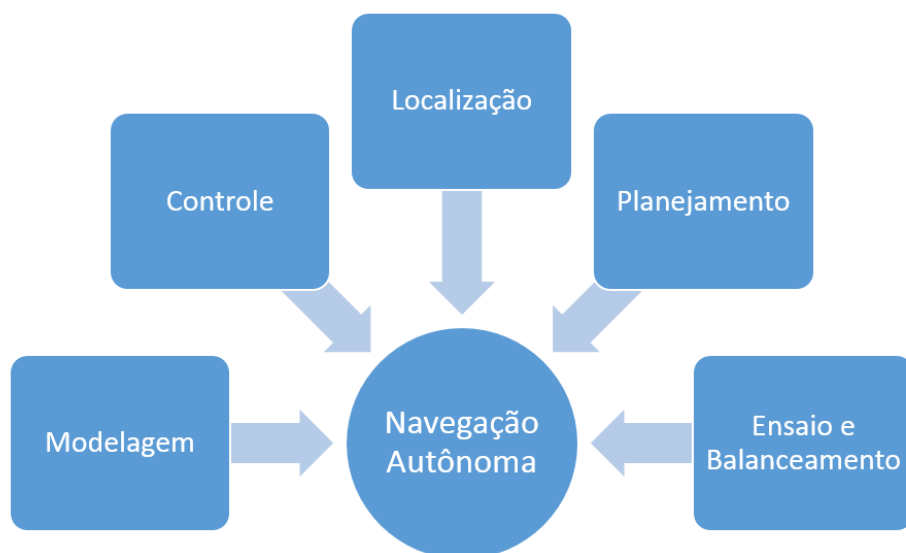 Localização
Controle
Planejamento
Modelagem
Navegação
Autônoma
Ensaio e
Balanceamento